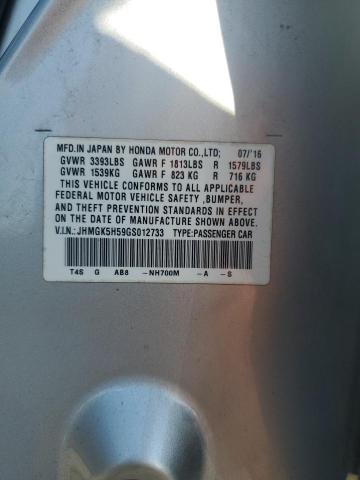 MFD.IN JAPAN BY HONDA MOTOR CO.,LTD; 07/'16
GVWR 3393LBS GAWR F 1813LBS R 1579LBS
GVWR 1539KG GAWR F 823 KG R 716 KG
THIS VEHICLE CONFORMS TO ALL APPLICABLE
FEDERAL MOTOR VEHICLE SAFETY ,BUMPER,
AND THEFT PREVENTION STANDARDS IN EFFECT
ON THE DATE OF MANUFACTURE SHOWN ABOVE.
V.I.N.:JHMGK5H59GS012733 TYPE:PASSENGER CAR
T4S G AB8 -NH700M -A -S